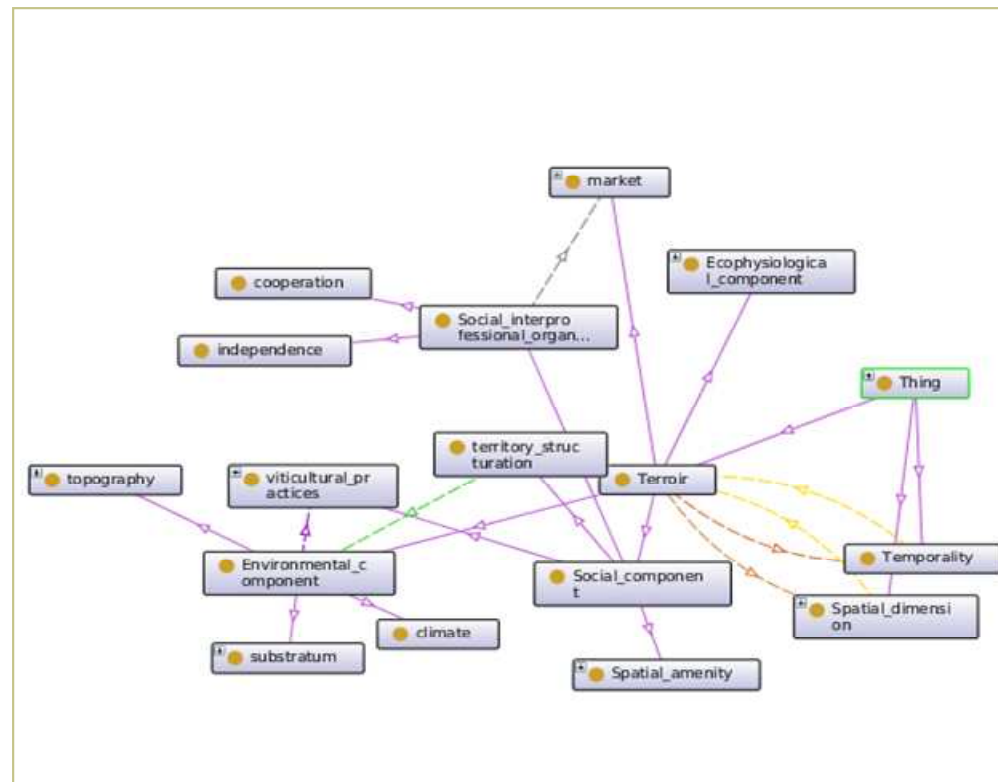 market
Ecophysiologica
l_component
cooperation
Social_interpro
fessional_organ...
independence
Thing
territory_struc
turation
topography
viticultural_pr
actices
Terroir
Environmental_c
omponent
Social_componen
t
Temporality
Spatial_dimensi
on
climate
substratum
Spatial_amenity